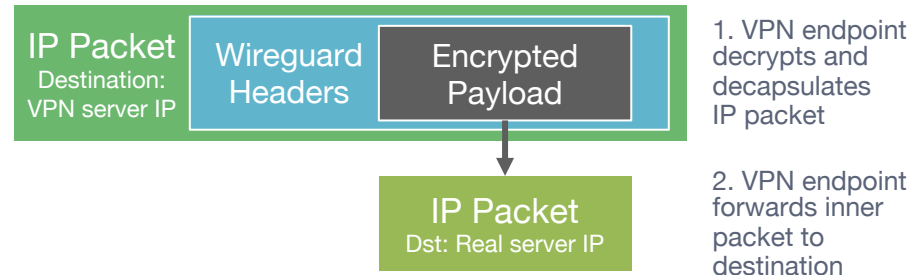 IP Packet
Destination:
VPN server IP
Wireguard
Headers
Encrypted
Payload
IP Packet
Dst: Real server IP
1. VPN endpoint
decrypts and
decapsulates
IP packet
2. VPN endpoint
forwards inner
packet to
destination